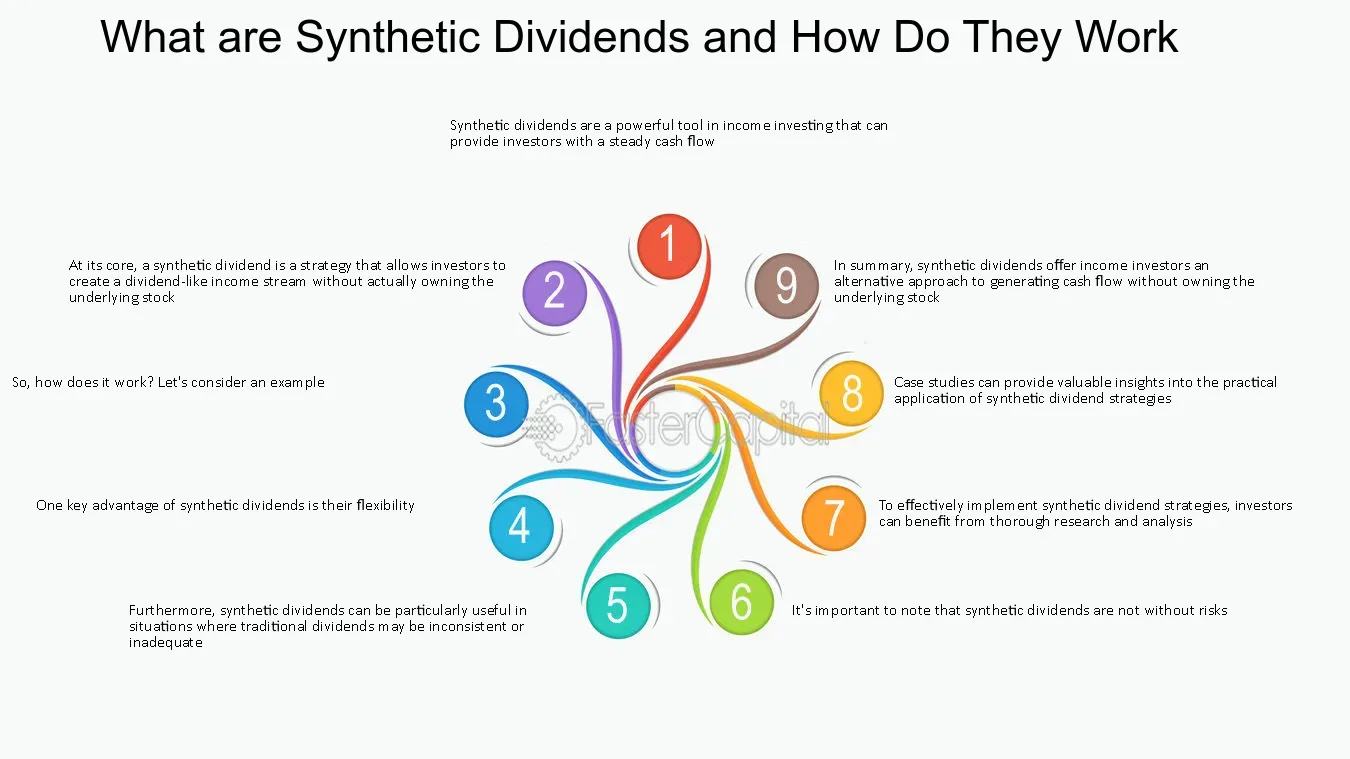 What are Synthetic Dividends and How Do They Work
Synthetic dividends are a powerful tool in income investing that can
provide investors with a steady cash flow
1
At its core, a synthetic dividend is a strategy that allows investors to
create a dividend-like income stream without actually owning the
underlying stock
2
So, how does it work? Let's consider an example
3
One key advantage of synthetic dividends is their flexibility
4
Furthermore, synthetic dividends can be particularly useful in
situations where traditional dividends may be inconsistent or
inadequate
5
6
It's important to note that synthetic dividends are not without risks
7
To effectively implement synthetic dividend strategies, investors
can benefit from thorough research and analysis
8
Case studies can provide valuable insights into the practical
application of synthetic dividend strategies
9
In summary, synthetic dividends offer income investors an
alternative approach to generating cash flow without owning the
underlying stock
FasterCapital